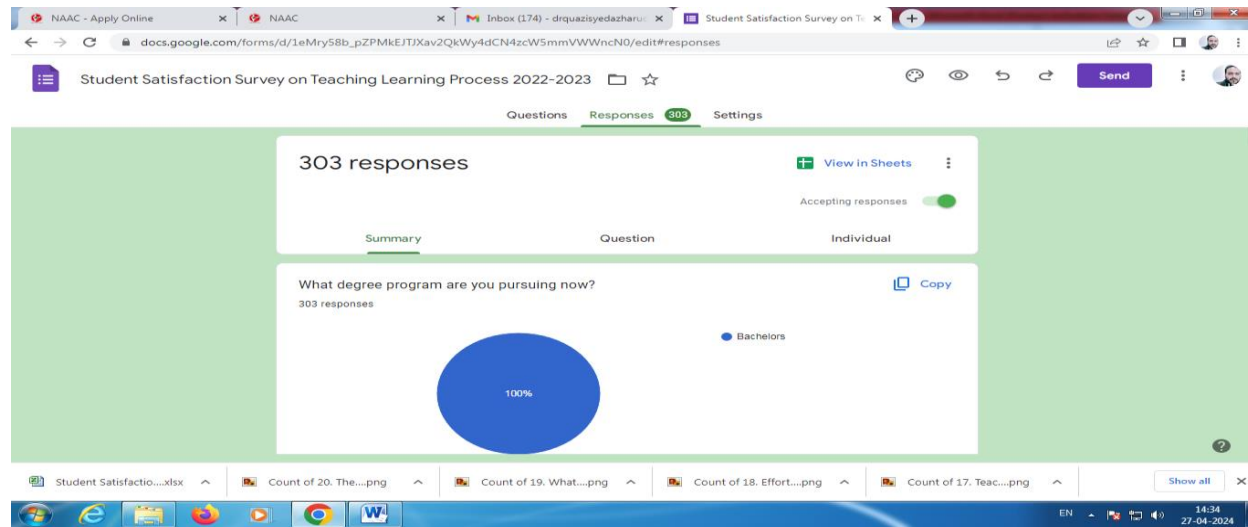 NAAC - Apply Online
NAAC
Inbox (174) - drquazisyedazharuc
Student Satisfaction Survey on Te
docs.google.com/forms/d/1eMry58b_pZPMkEJTJXav2QkWy4dCN4zcW5mmVWWncN0/edit#responses
Student Satisfaction Survey on Teaching Learning Process 2022-2023
Send
Questions Responses 303 Settings
303 responses
View in Sheets
Accepting responses
Summary Question Individual
What degree program are you pursuing now?
Copy
303 responses
Bachelors
100%
Student Satisfactio....xlsx
Count of 20. The....png
Count of 19. What....png
Count of 18. Effort....png
Count of 17. Teac....png
Show all
EN
14:34
27-04-2024